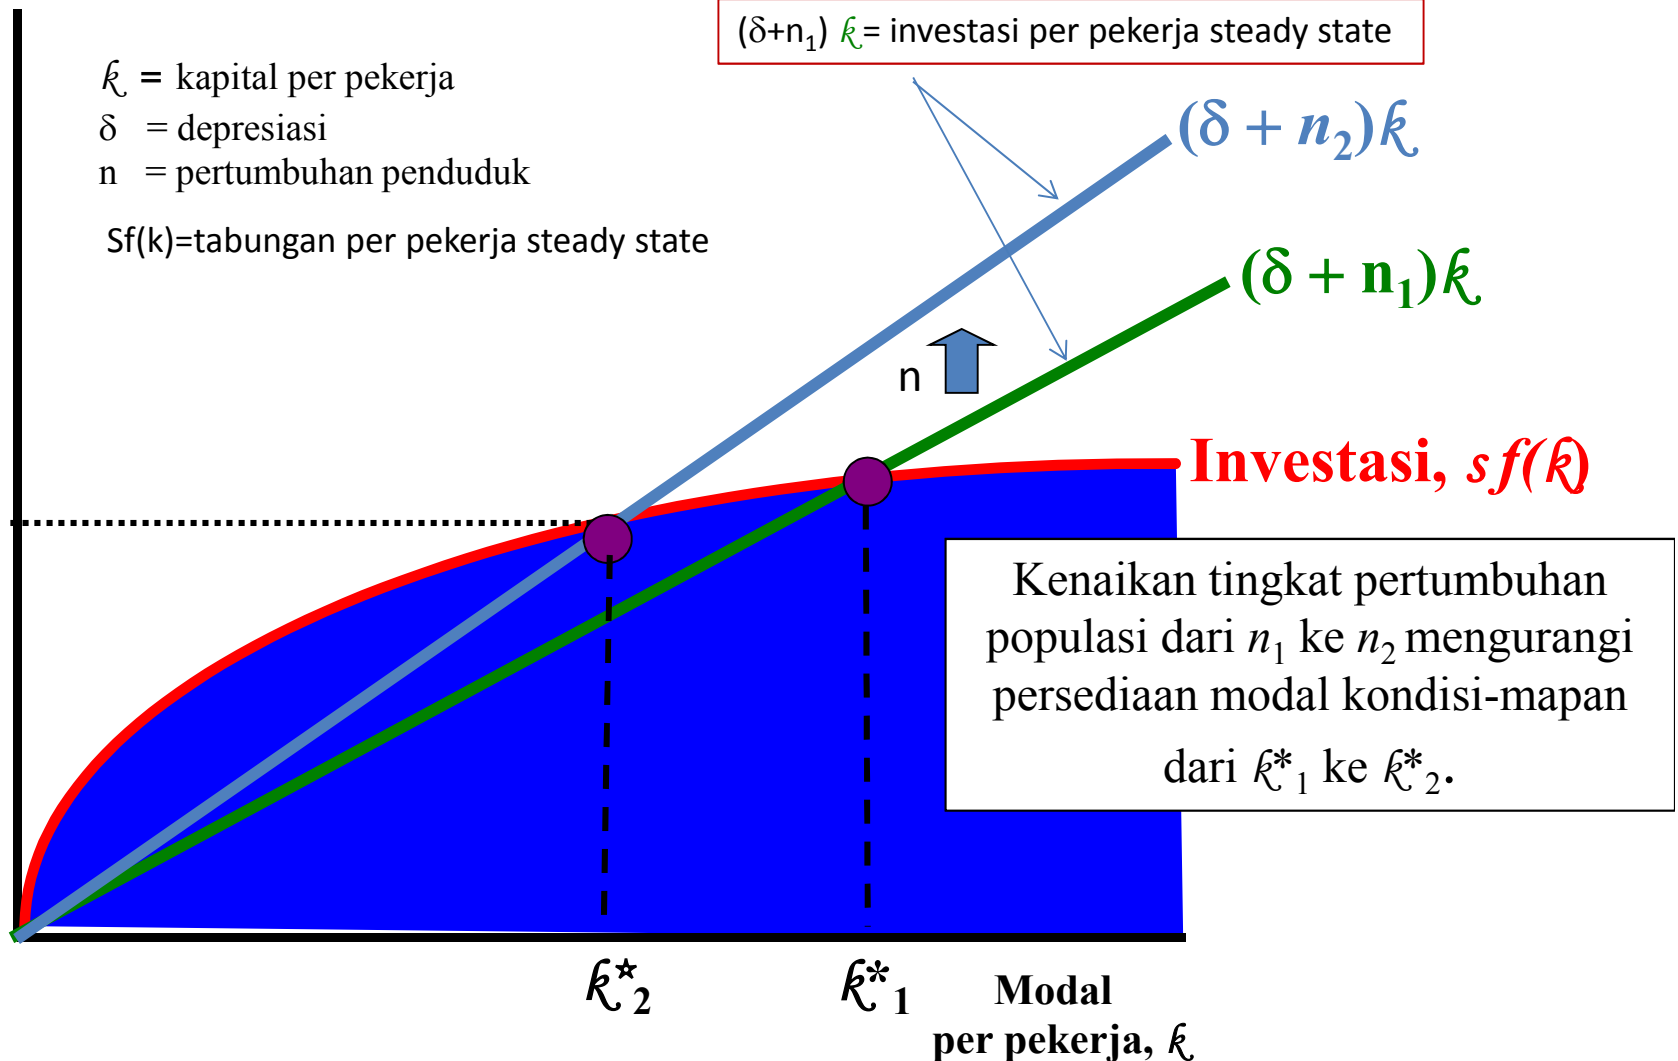 (δ+n₁) k = investasi per pekerja steady state
k = kapital per pekerja
δ = depresiasi
n = pertumbuhan penduduk
Sf(k)=tabungan per pekerja steady state
(δ + n₂)k
(δ + n₁)k
n
Investasi, sf(k)
Kenaikan tingkat pertumbuhan
populasi dari n₁ ke n₂ mengurangi
persediaan modal kondisi-mapan
dari k*₁ ke k*₂.
k*₂
k*₁
Modal
per pekerja, k